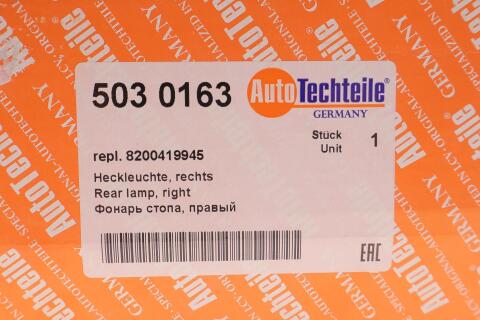 503 0163
AutoTechteile®
GERMANY
Stück
Unit
1
repl. 8200419945
Heckleuchte, rechts
Rear lamp, right
Фонарь стопа, правый
EAC